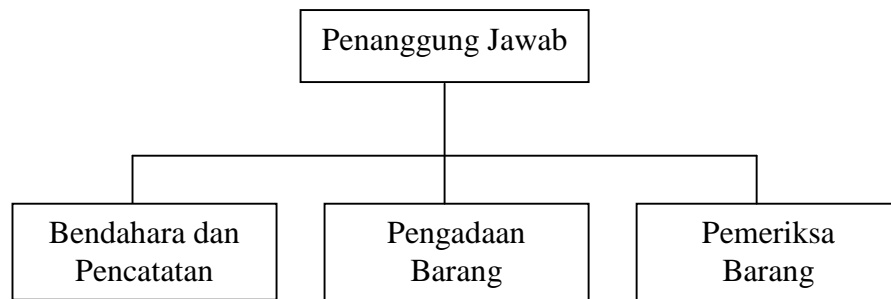 Penanggung Jawab
Bendahara dan
Pencatatan
Pengadaan
Barang
Pemeriksa
Barang